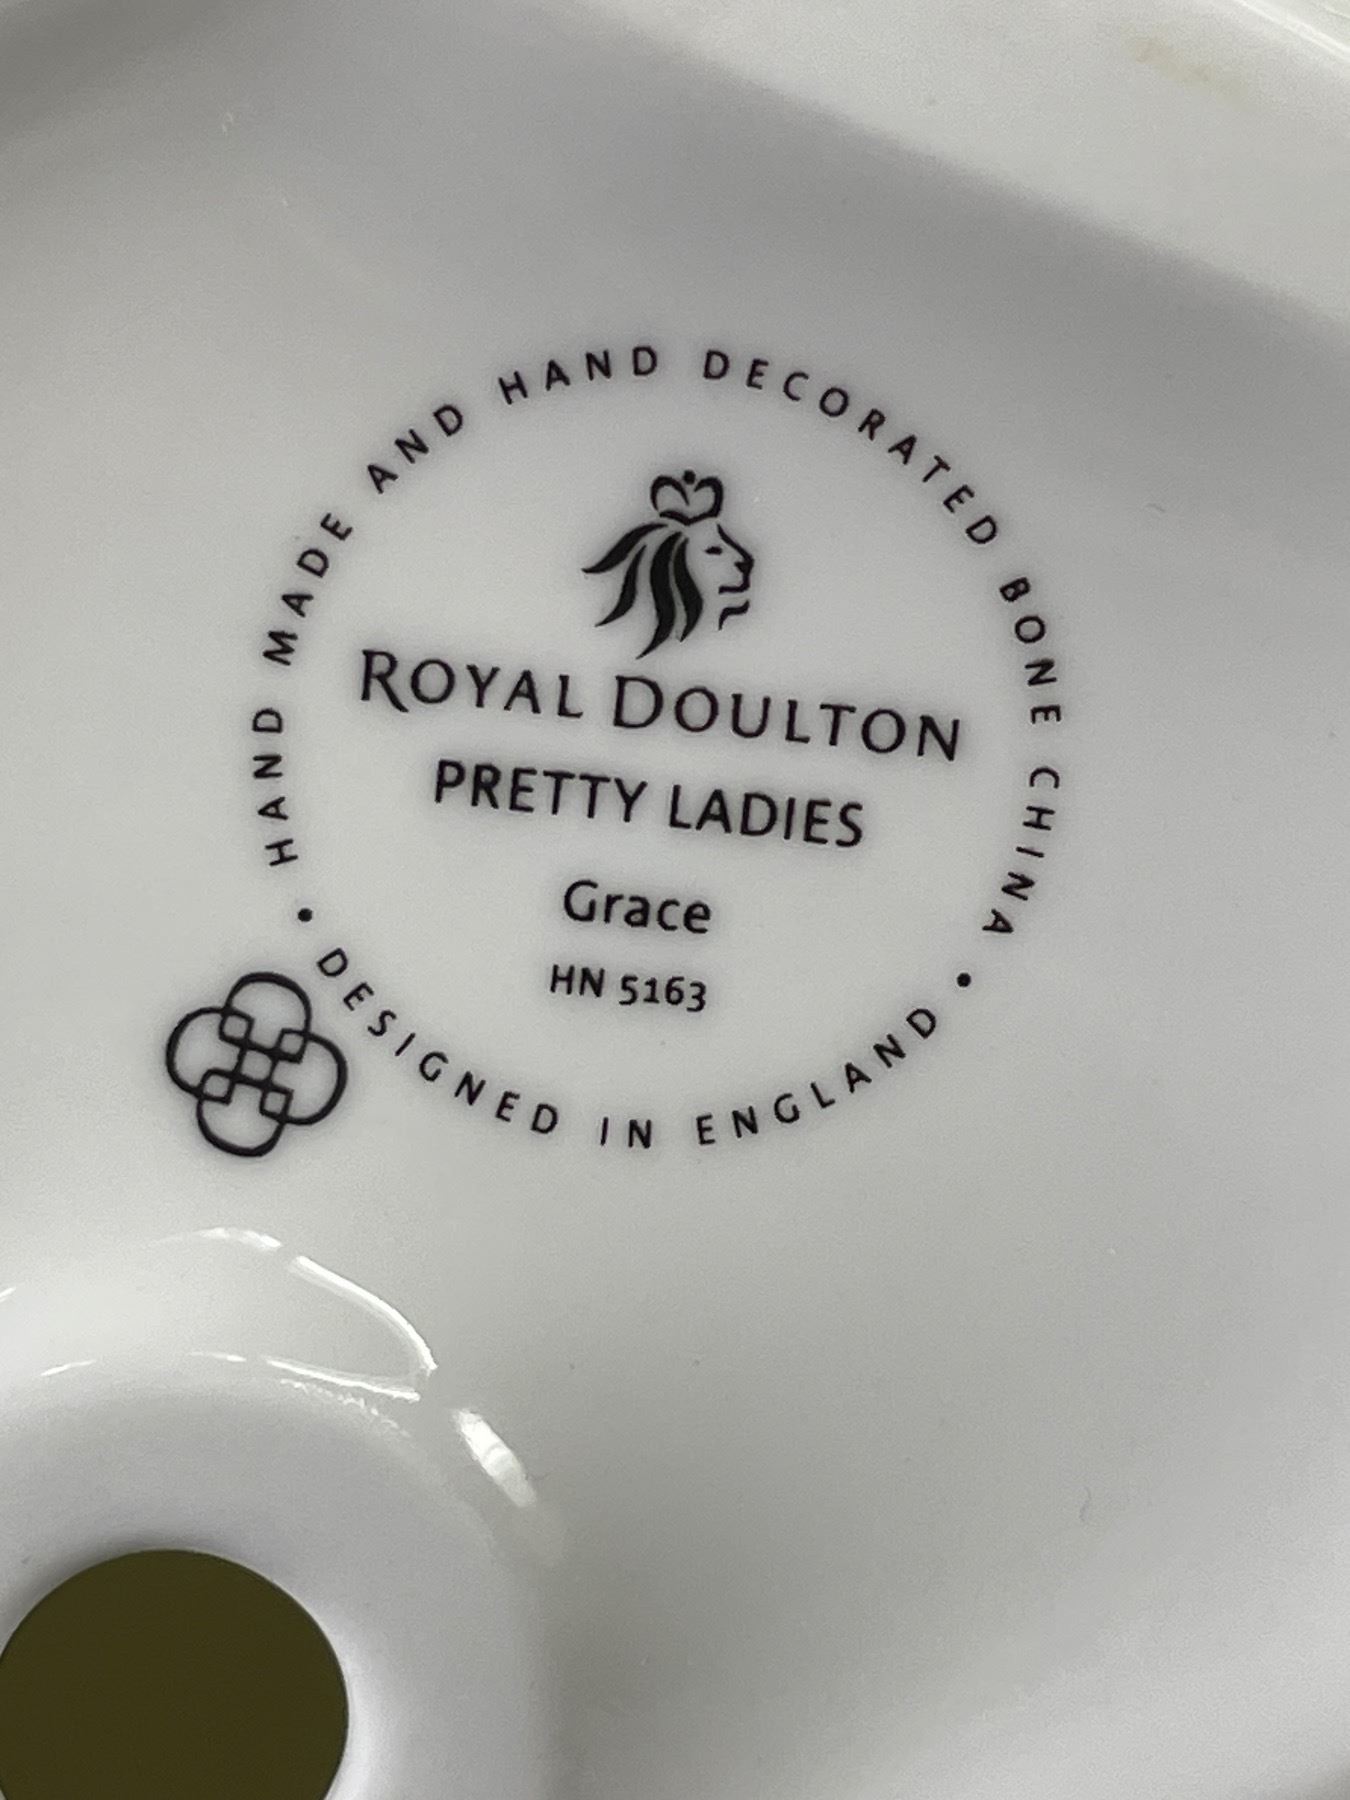 HAND MADE AND HAND DECORATED BONE CHINA •
ROYAL DOULTON
PRETTY LADIES
Grace
HN 5163
DESIGNED IN ENGLAND •